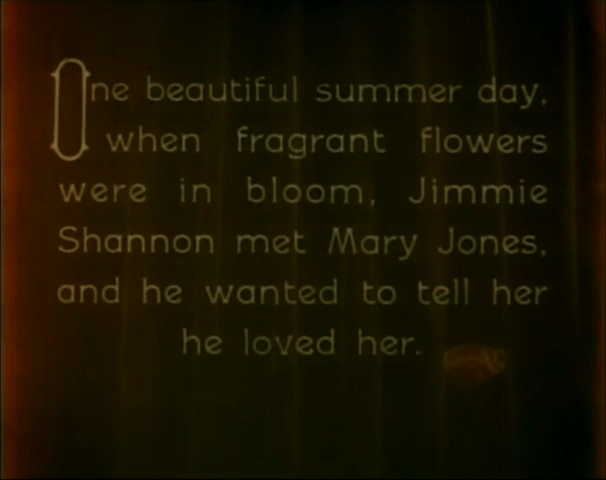 One beautiful summer day,
when fragrant flowers
were in bloom, Jimmie
Shannon met Mary Jones,
and he wanted to tell her
he loved her.